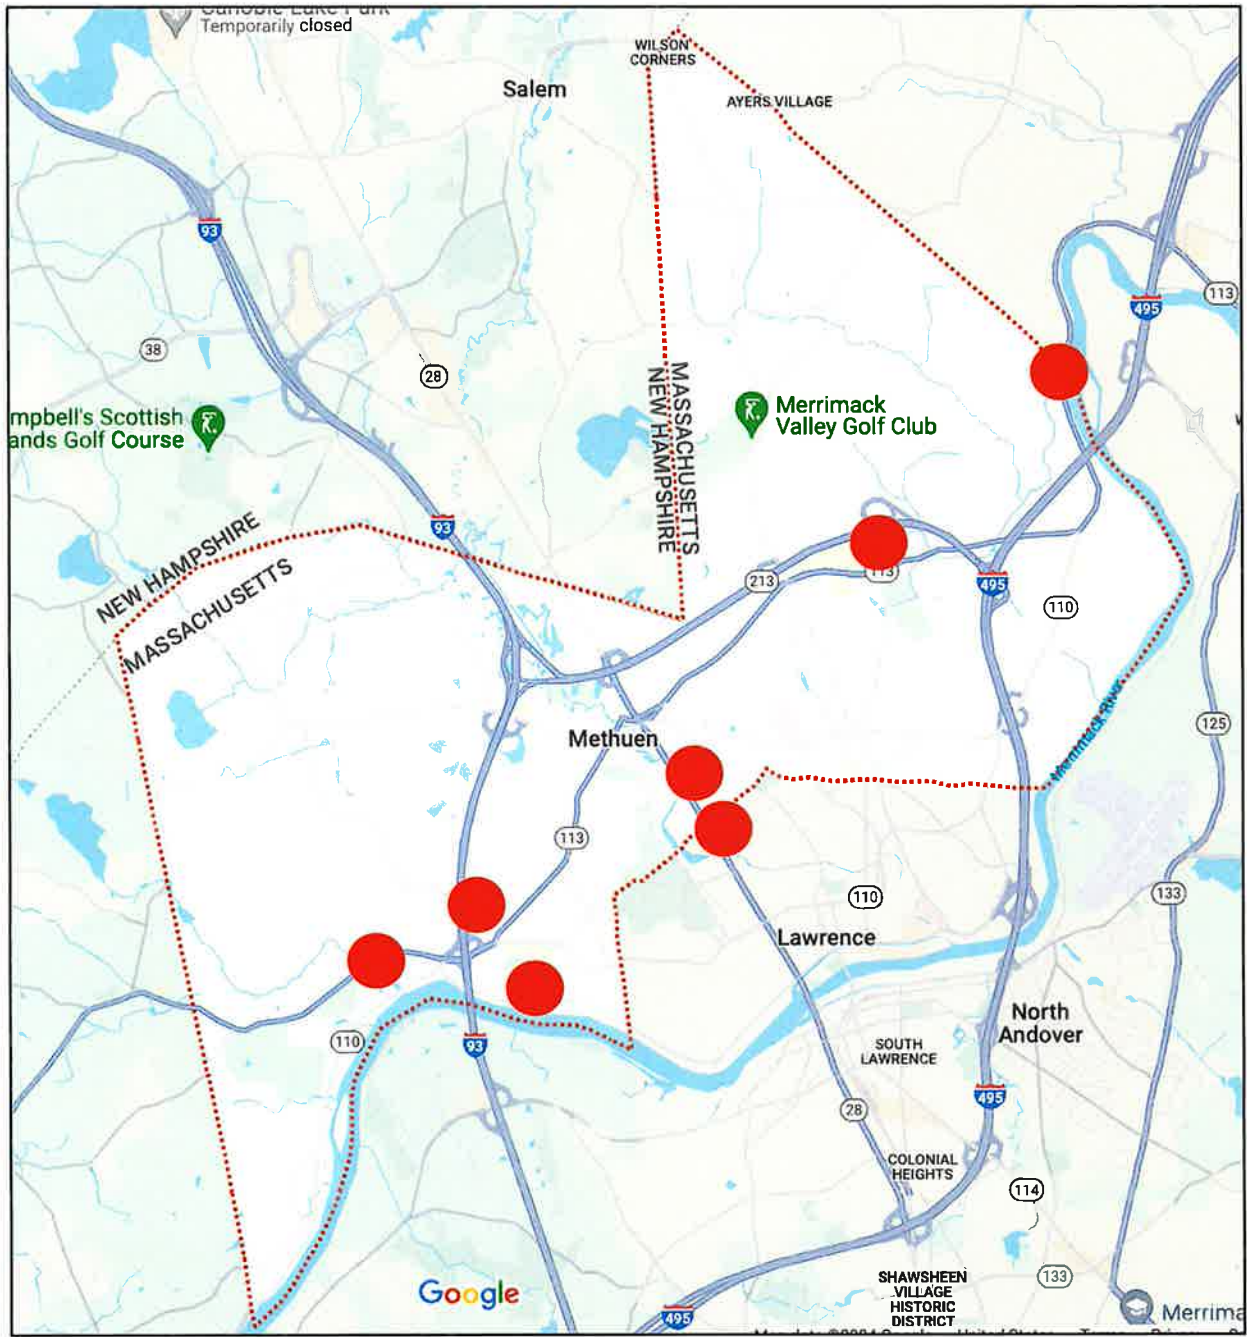 Canobie Lake Park
Temporarily closed
WILSON
CORNERS
Salem
AYERS VILLAGE
93
113
495
38
28
MASSACHUSETTS
NEW HAMPSHIRE
mpbell's Scottish
ands Golf Course
Merrimack
Valley Golf Club
93
NEW HAMPSHIRE
MASSACHUSETTS
213
113
495
110
125
Methuen
Merrimack River
113
133
110
Lawrence
North
Andover
110
93
SOUTH
LAWRENCE
495
28
COLONIAL
HEIGHTS
114
133
SHAWSHEEN
VILLAGE
HISTORIC
DISTRICT
Google
495
Merrima